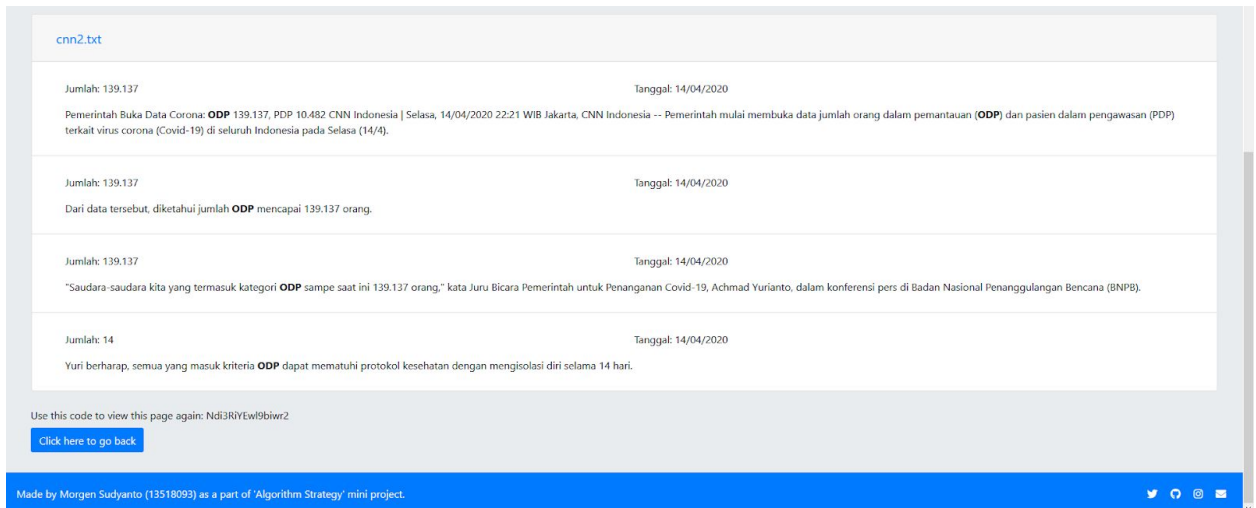 cnn2.txt
Jumlah: 139.137 Tanggal: 14/04/2020
Pemerintah Buka Data Corona: ODP 139.137, PDP 10.482 CNN Indonesia | Selasa, 14/04/2020 22:21 WIB Jakarta, CNN Indonesia -- Pemerintah mulai membuka data jumlah orang dalam pemantauan (ODP) dan pasien dalam pengawasan (PDP)
terkait virus corona (Covid-19) di seluruh Indonesia pada Selasa (14/4).
Jumlah: 139.137 Tanggal: 14/04/2020
Dari data tersebut, diketahui jumlah ODP mencapai 139.137 orang.
Jumlah: 139.137 Tanggal: 14/04/2020
"Saudara-saudara kita yang termasuk kategori ODP sampe saat ini 139.137 orang," kata Juru Bicara Pemerintah untuk Penanganan Covid-19, Achmad Yurianto, dalam konferensi pers di Badan Nasional Penanggulangan Bencana (BNPB).
Jumlah: 14 Tanggal: 14/04/2020
Yuri berharap, semua yang masuk kriteria ODP dapat mematuhi protokol kesehatan dengan mengisolasi diri selama 14 hari.
Use this code to view this page again: Ndi3RiYEwl9biwr2
Click here to go back
Made by Morgen Sudyanto (13518093) as a part of 'Algorithm Strategy' mini project.